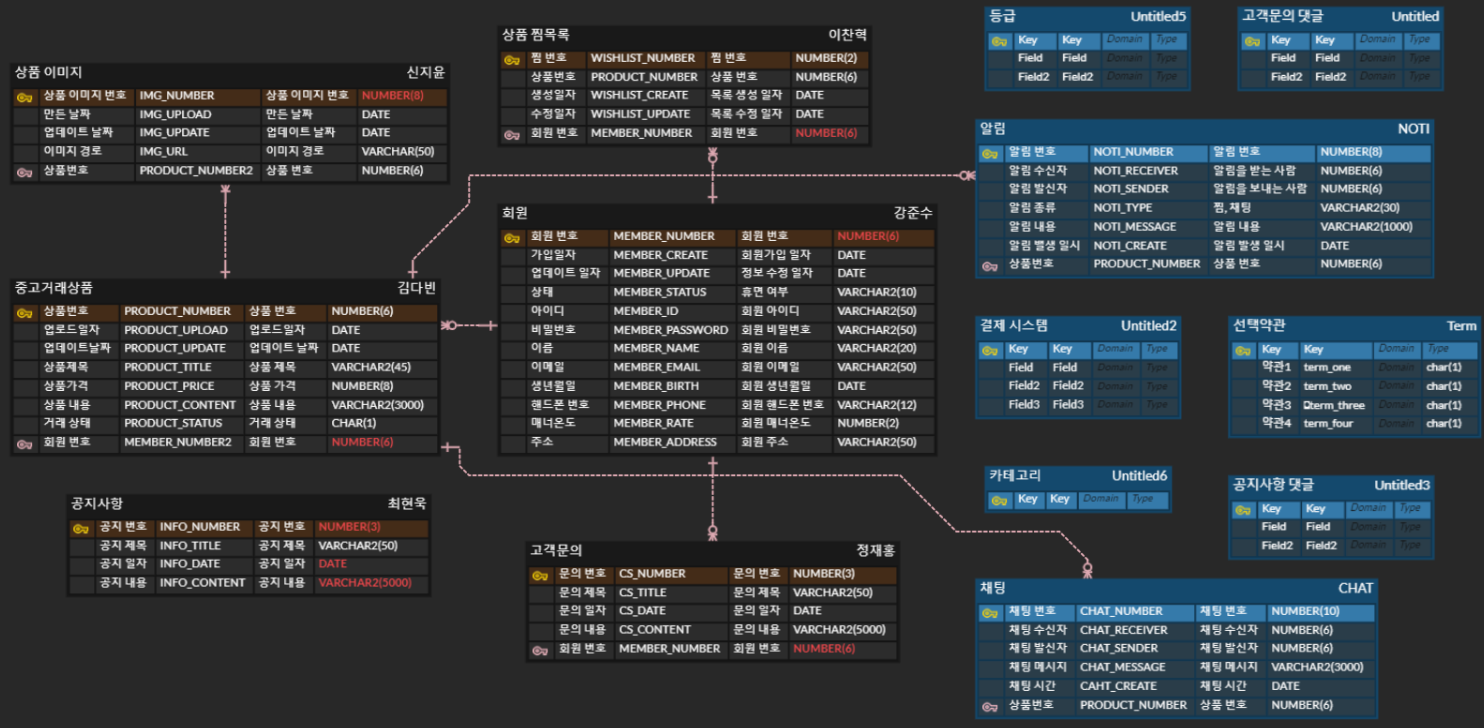 상품 이미지 신지윤
상품 이미지 번호 IMG_NUMBER 상품 이미지 번호 NUMBER(8)
만든 날짜 IMG_UPLOAD 만든 날짜 DATE
업데이트 날짜 IMG_UPDATE 업데이트 날짜 DATE
이미지 경로 IMG_URL 이미지 경로 VARCHAR(50)
상품번호 PRODUCT_NUMBER2 상품 번호 NUMBER(6)
상품 찜목록 이찬혁
찜 번호 WISHLIST_NUMBER 찜 번호 NUMBER(2)
상품번호 PRODUCT_NUMBER 상품 번호 NUMBER(6)
생성일자 WISHLIST_CREATE 목록 생성 일자 DATE
수정일자 WISHLIST_UPDATE 목록 수정 일자 DATE
회원 번호 MEMBER_NUMBER 회원 번호 NUMBER(6)
등급 Untitled5
Key Key Domain Type
Field Field Domain Type
Field2 Field2 Domain Type
고객문의 댓글 Untitled
Key Key Domain Type
Field Field Domain Type
Field2 Field2 Domain Type
알림 NOTI
알림 번호 NOTI_NUMBER 알림 번호 NUMBER(8)
알림 수신자 NOTI_RECEIVER 알림을 받는 사람 NUMBER(6)
알림 발신자 NOTI_SENDER 알림을 보내는 사람 NUMBER(6)
알림 종류 NOTI_TYPE 찜, 채팅 VARCHAR2(30)
알림 내용 NOTI_MESSAGE 알림 내용 VARCHAR2(1000)
알림 뱔생 일시 NOTI_CREATE 알림 발생 일시 DATE
상품번호 PRODUCT_NUMBER 상품 번호 NUMBER(6)
회원 강준수
회원 번호 MEMBER_NUMBER 회원 번호 NUMBER(6)
가입일자 MEMBER_CREATE 회원가입 일자 DATE
업데이트 일자 MEMBER_UPDATE 정보 수정 일자 DATE
상태 MEMBER_STATUS 휴면 여부 VARCHAR2(10)
아이디 MEMBER_ID 회원 아이디 VARCHAR2(50)
비밀번호 MEMBER_PASSWORD 회원 비밀번호 VARCHAR2(50)
이름 MEMBER_NAME 회원 이름 VARCHAR2(20)
이메일 MEMBER_EMAIL 회원 이메일 VARCHAR2(50)
생년월일 MEMBER_BIRTH 회원 생년월일 DATE
핸드폰 번호 MEMBER_PHONE 회원 핸드폰 번호 VARCHAR2(12)
매너온도 MEMBER_RATE 회원 매너온도 NUMBER(2)
주소 MEMBER_ADDRESS 회원 주소 VARCHAR2(50)
중고거래상품 김다빈
상품번호 PRODUCT_NUMBER 상품 번호 NUMBER(6)
업로드일자 PRODUCT_UPLOAD 업로드일자 DATE
업데이트날짜 PRODUCT_UPDATE 업데이트 날짜 DATE
상품제목 PRODUCT_TITLE 상품 제목 VARCHAR2(45)
상품가격 PRODUCT_PRICE 상품 가격 NUMBER(8)
상품 내용 PRODUCT_CONTENT 상품 내용 VARCHAR2(3000)
거래 상태 PRODUCT_STATUS 거래 상태 CHAR(1)
회원 번호 MEMBER_NUMBER2 회원 번호 NUMBER(6)
결제 시스템 Untitled2
Key Key Domain Type
Field Field Domain Type
Field2 Field2 Domain Type
Field3 Field3 Domain Type
선택약관 Term
Key Key Domain Type
약관1 term_one Domain char(1)
약관2 term_two Domain char(1)
약관3 term_three Domain char(1)
약관4 term_four Domain char(1)
카테고리 Untitled6
Key Key Domain Type
공지사항 댓글 Untitled3
Key Key Domain Type
Field Field Domain Type
Field2 Field2 Domain Type
공지사항 최현욱
공지 번호 INFO_NUMBER 공지 번호 NUMBER(3)
공지 제목 INFO_TITLE 공지 제목 VARCHAR2(50)
공지 일자 INFO_DATE 공지 일자 DATE
공지 내용 INFO_CONTENT 공지 내용 VARCHAR2(5000)
고객문의 정재홍
문의 번호 CS_NUMBER 문의 번호 NUMBER(3)
문의 제목 CS_TITLE 문의 제목 VARCHAR2(50)
문의 일자 CS_DATE 문의 일자 DATE
문의 내용 CS_CONTENT 문의 내용 VARCHAR2(5000)
회원 번호 MEMBER_NUMBER 회원 번호 NUMBER(6)
채팅 CHAT
채팅 번호 CHAT_NUMBER 채팅 번호 NUMBER(10)
채팅 수신자 CHAT_RECEIVER 채팅 수신자 NUMBER(6)
채팅 발신자 CHAT_SENDER 채팅 발신자 NUMBER(6)
채팅 메시지 CHAT_MESSAGE 채팅 메시지 VARCHAR2(3000)
채팅 시간 CAHT_CREATE 채팅 시간 DATE
상품번호 PRODUCT_NUMBER 상품 번호 NUMBER(6)